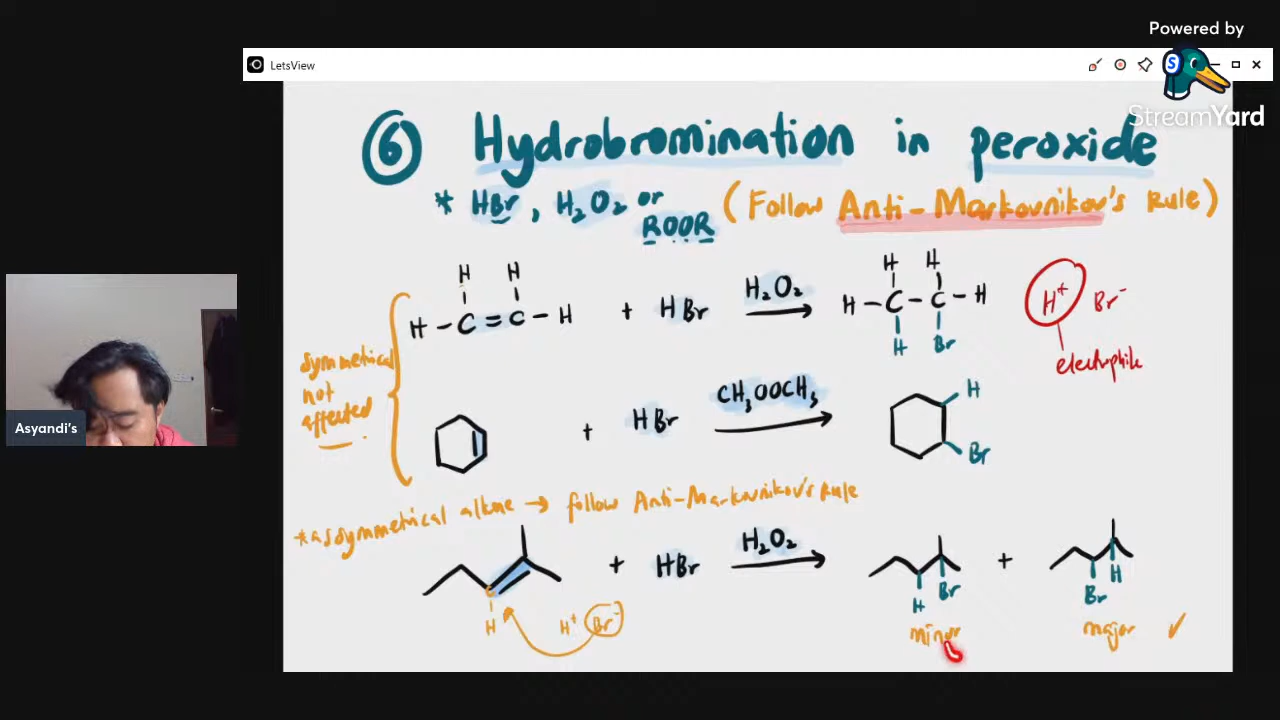 Powered by
StreamYard
LetsView
6 Hydrobromination in peroxide
* HBr, H2O2 or ROOR (Follow Anti-Markovnikov's Rule)
H H H H
H - C = C - H + HBr H2O2 H - C - C - H
H Br
H+ Br-
electrophile
symmetrical
not
affected
Asyandi's
+ HBr CH3OOCH3 H
Br
*assymmetrical alkene → follow Anti-Markovnikov's Rule
+ HBr H2O2 +
C
H H+ Br- H Br Br H
minor major ✓